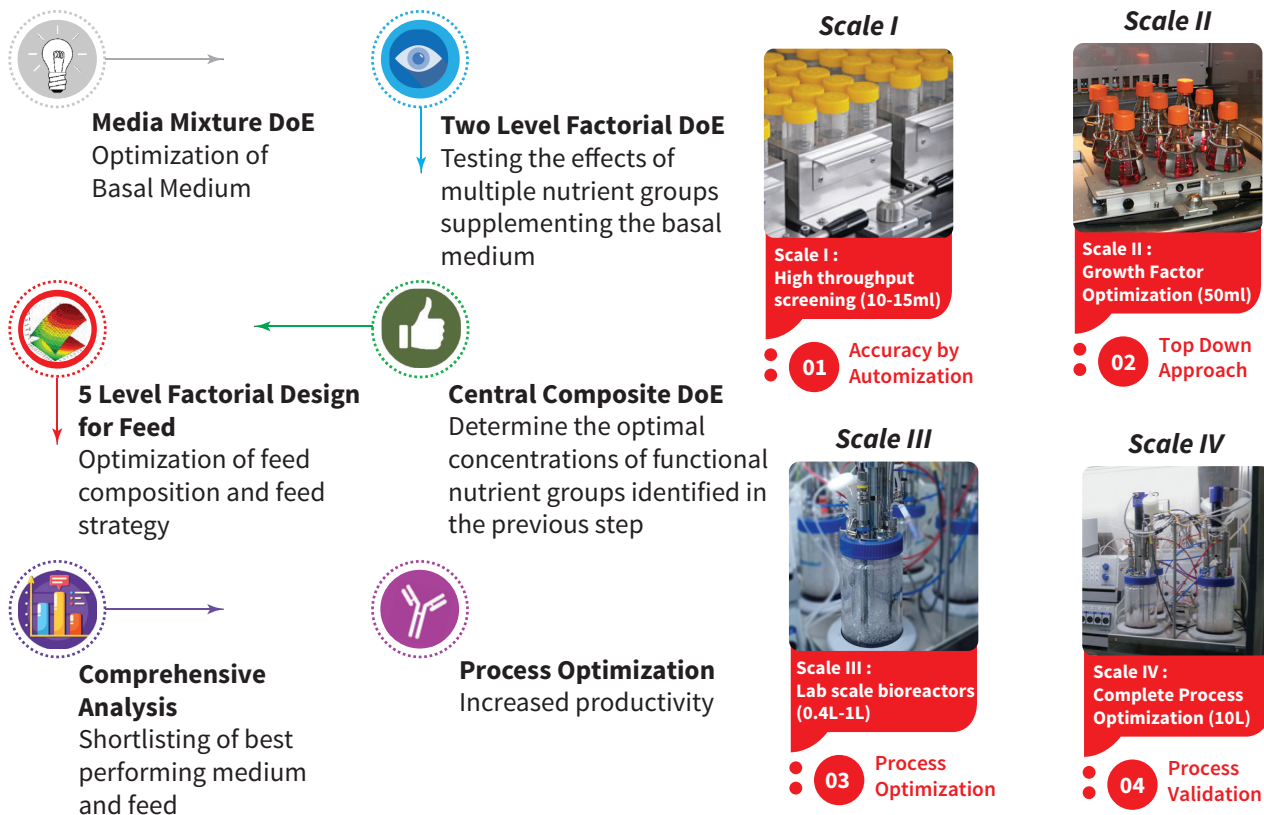 Media Mixture DoE
Optimization of
Basal Medium
Two Level Factorial DoE
Testing the effects of
multiple nutrient groups
supplementing the basal
medium
5 Level Factorial Design
for Feed
Optimization of feed
composition and feed
strategy
Central Composite DoE
Determine the optimal
concentrations of functional
nutrient groups identified in
the previous step
Comprehensive
Analysis
Shortlisting of best
performing medium
and feed
Process Optimization
Increased productivity
Scale I
Scale I :
High throughput
screening (10-15ml)
01
Accuracy by
Automization
Scale II
Scale II :
Growth Factor
Optimization (50ml)
02
Top Down
Approach
Scale III
Scale III :
Lab scale bioreactors
(0.4L-1L)
03
Process
Optimization
Scale IV
Scale IV :
Complete Process
Optimization (10L)
04
Process
Validation